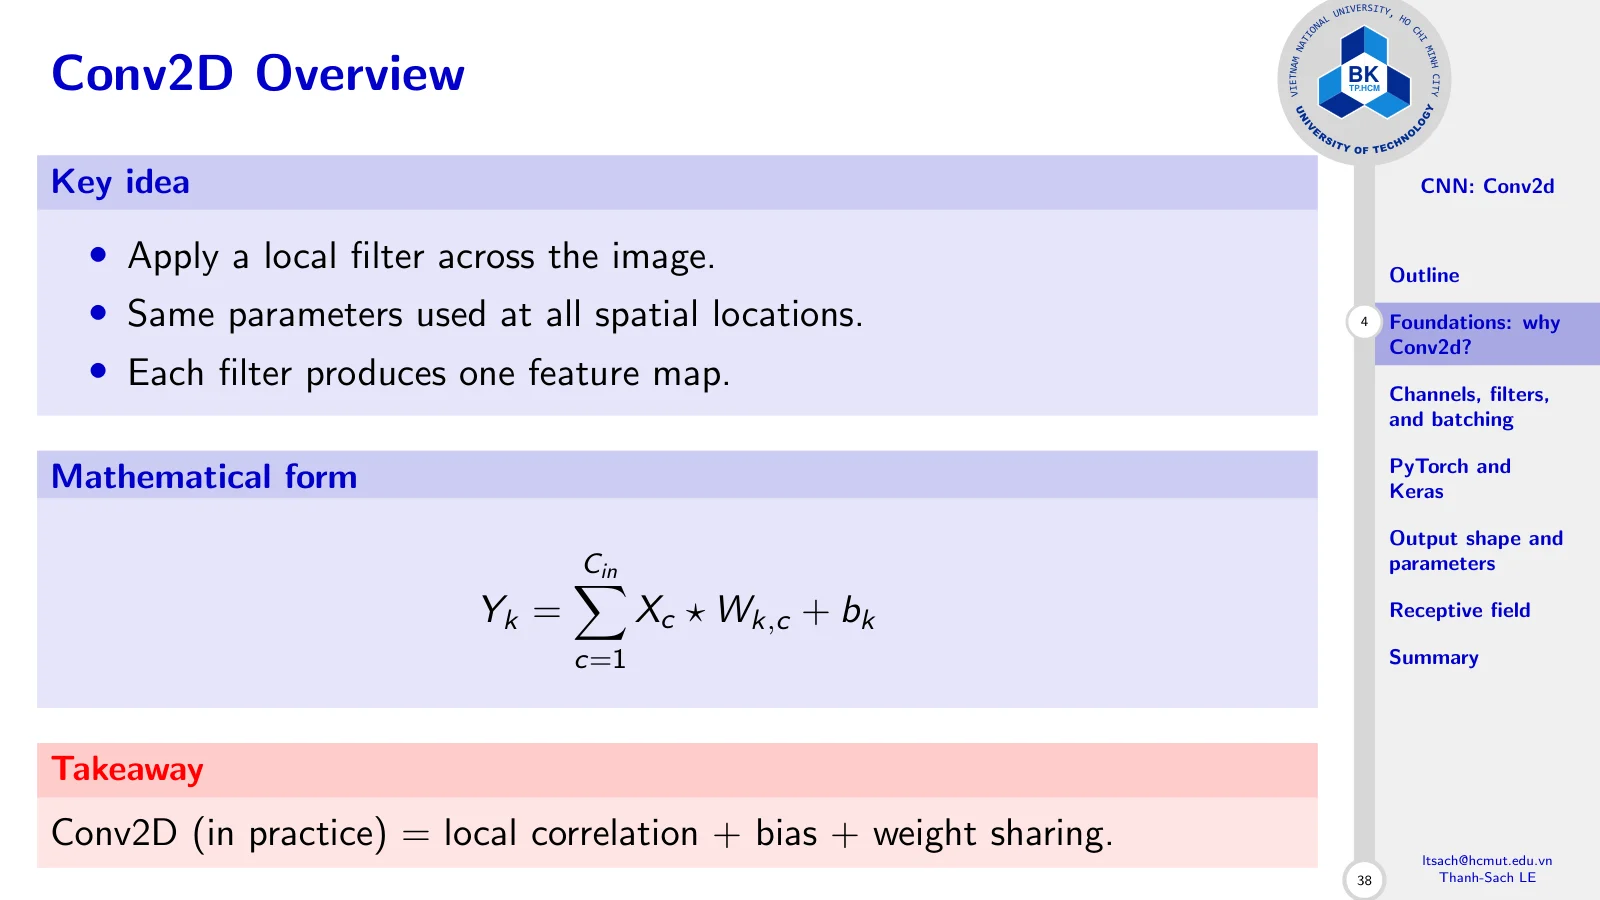 Conv2D Overview
Key idea
• Apply a local filter across the image.
• Same parameters used at all spatial locations.
• Each filter produces one feature map.
Mathematical form
Y_k = \sum_{c=1}^{C_{in}} X_c ⋆ W_{k,c} + b_k
Takeaway
Conv2D (in practice) = local correlation + bias + weight sharing.
VIETNAM NATIONAL UNIVERSITY, HO CHI MINH CITY
BK
TP.HCM
UNIVERSITY OF TECHNOLOGY
CNN: Conv2d
Outline
4
Foundations: why
Conv2d?
Channels, filters,
and batching
PyTorch and
Keras
Output shape and
parameters
Receptive field
Summary
ltsach@hcmut.edu.vn
Thanh-Sach LE
38